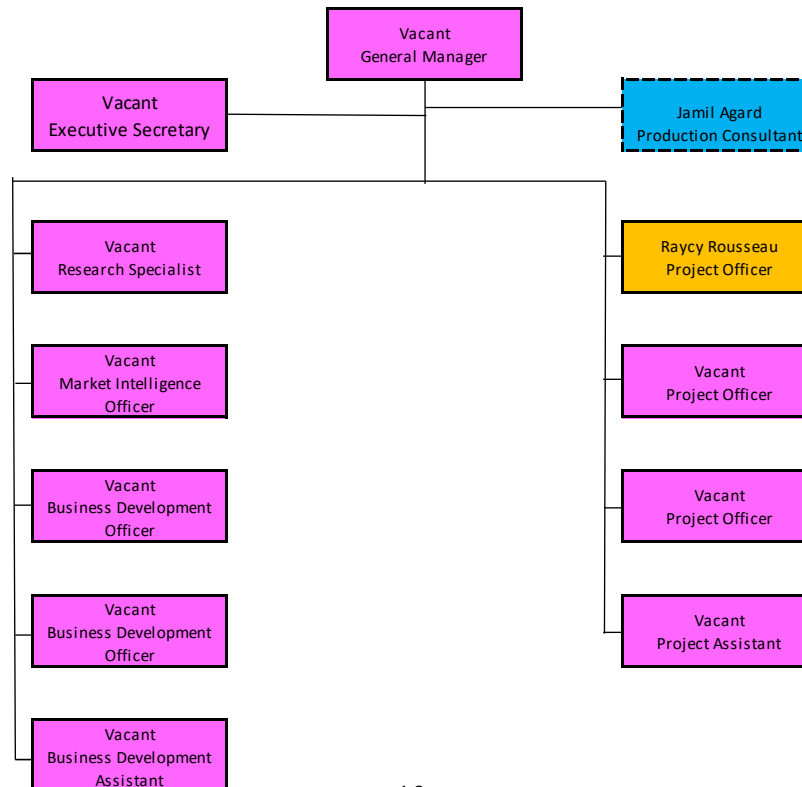 Vacant
General Manager
Vacant
Executive Secretary
Jamil Agard
Production Consultant
Vacant
Research Specialist
Raycy Rousseau
Project Officer
Vacant
Market Intelligence
Officer
Vacant
Project Officer
Vacant
Business Development
Officer
Vacant
Project Officer
Vacant
Business Development
Officer
Vacant
Project Assistant
Vacant
Business Development
Assistant